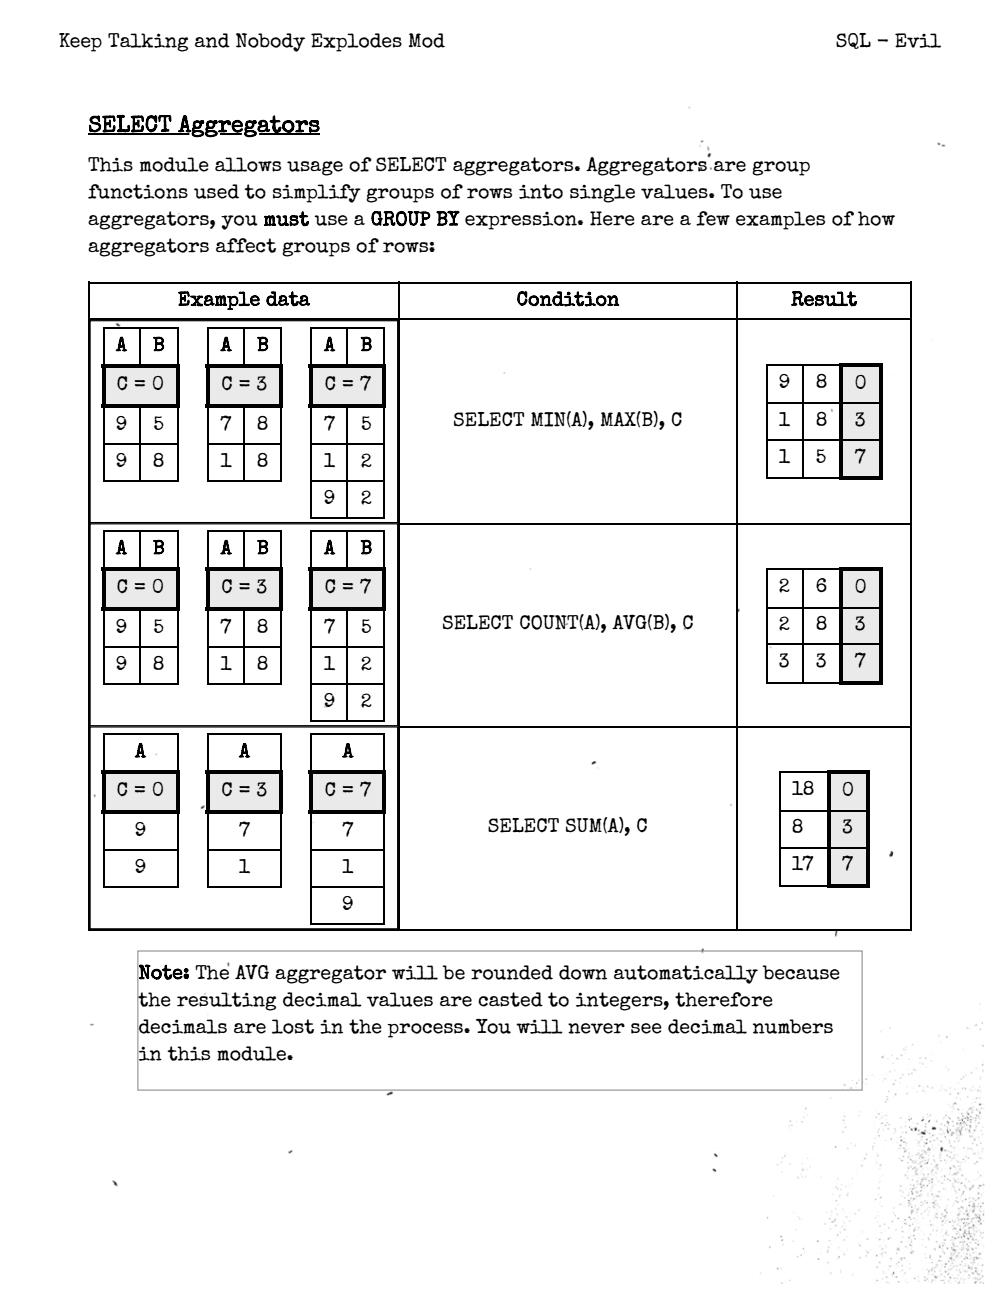 Keep Talking and Nobody Explodes Mod SQL - Evil
SELECT Aggregators
This module allows usage of SELECT aggregators. Aggregators are group
functions used to simplify groups of rows into single values. To use
aggregators, you must use a GROUP BY expression. Here are a few examples of how
aggregators affect groups of rows:
Example data Condition Result
A B A B A B
C = 0 C = 3 C = 7
9 5 7 8 7 5
9 8 1 8 1 2
9 2
SELECT MIN(A), MAX(B), C
9 8 0
1 8 3
1 5 7
A B A B A B
C = 0 C = 3 C = 7
9 5 7 8 7 5
9 8 1 8 1 2
9 2
SELECT COUNT(A), AVG(B), C
2 6 0
2 8 3
3 3 7
A A A
C = 0 C = 3 C = 7
9 7 7
9 1 1
9
SELECT SUM(A), C
18 0
8 3
17 7
Note: The AVG aggregator will be rounded down automatically because
the resulting decimal values are casted to integers, therefore
decimals are lost in the process. You will never see decimal numbers
in this module.